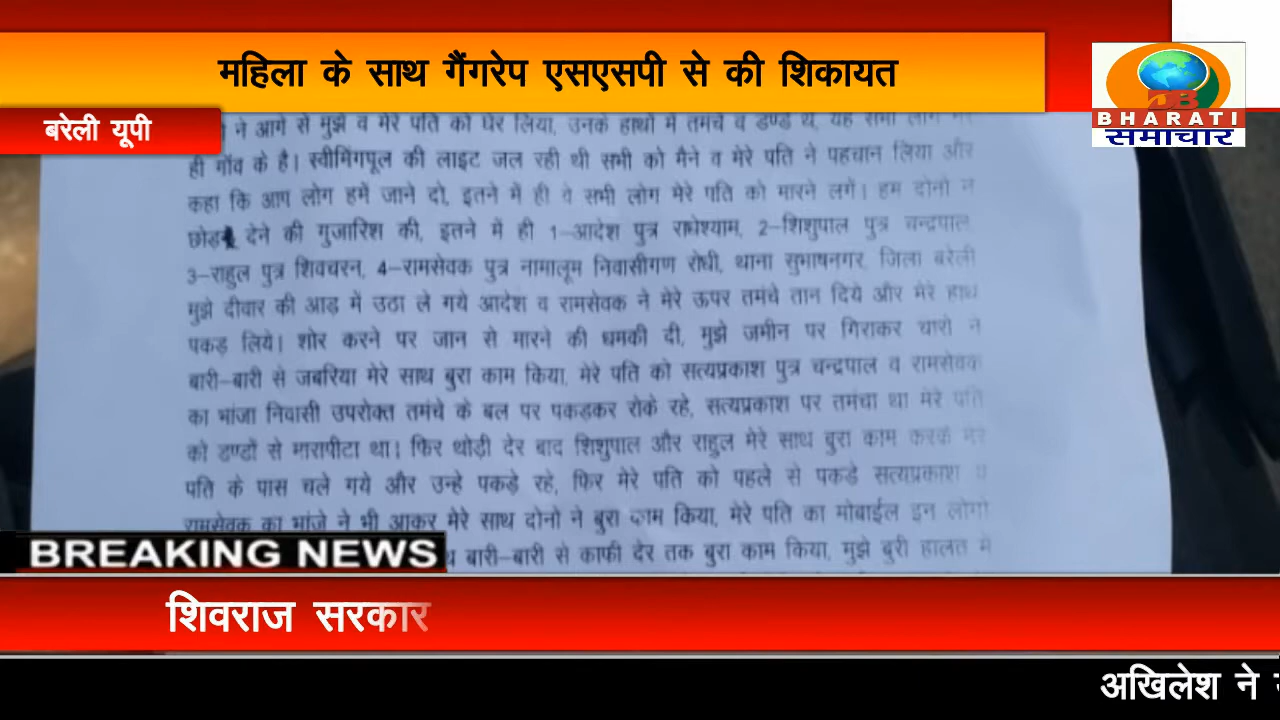 महिला के साथ गैंगरेप एसएसपी से की शिकायत
बरेली यूपी
BHARATI
समाचार
ने आगे से मुझे व मेरे पति को घेर लिया, उनके हाथों में तमंचे व डण्डे थे, यह सभी लोग मेरे
ही गॉव के है। स्वीमिंगपूल की लाइट जल रही थी सभी को मैने व मेरे पति ने पहचान लिया और
कहा कि आप लोग हमें जाने दो, इतने में ही वे सभी लोग मेरे पति को मारने लगे। हम दोनो ने
छोड़ देने की गुजारिश की, इतने में ही 1-आदेश पुत्र राधेश्याम, 2-शिशुपाल पुत्र चन्द्रपाल,
3-राहुल पुत्र शिवचरन, 4-रामसेवक पुत्र नामालूम निवासीगण रोधी, थाना सुभाषनगर, जिला बरेली
मुझे दीवार की आड़ में उठा ले गये आदेश व रामसेवक ने मेरे ऊपर तमंचे तान दिये और मेरे हाथ
पकड़ लिये। शोर करने पर जान से मारने की धमकी दी, मुझे जमीन पर गिराकर चारो ने
बारी-बारी से जबरिया मेरे साथ बुरा काम किया, मेरे पति को सत्यप्रकाश पुत्र चन्द्रपाल व रामसेवक
का भांजा निवासी उपरोक्त तमंचे के बल पर पकड़कर रोके रहे, सत्यप्रकाश पर तमंचा था मेरे पति
को डण्डों से मारापीटा था। फिर थोड़ी देर बाद शिशुपाल और राहुल मेरे साथ बुरा काम करके मेरे
पति के पास चले गये और उन्हे पकड़े रहे, फिर मेरे पति को पहले से पकडे सत्यप्रकाश व
रामसेवक का भांजे ने भी आकर मेरे साथ दोनो ने बुरा काम किया, मेरे पति का मोबाईल इन लोगो
बारी-बारी से काफी देर तक बुरा काम किया, मुझे बुरी हालत में
BREAKING NEWS
शिवराज सरकार
अखिलेश ने